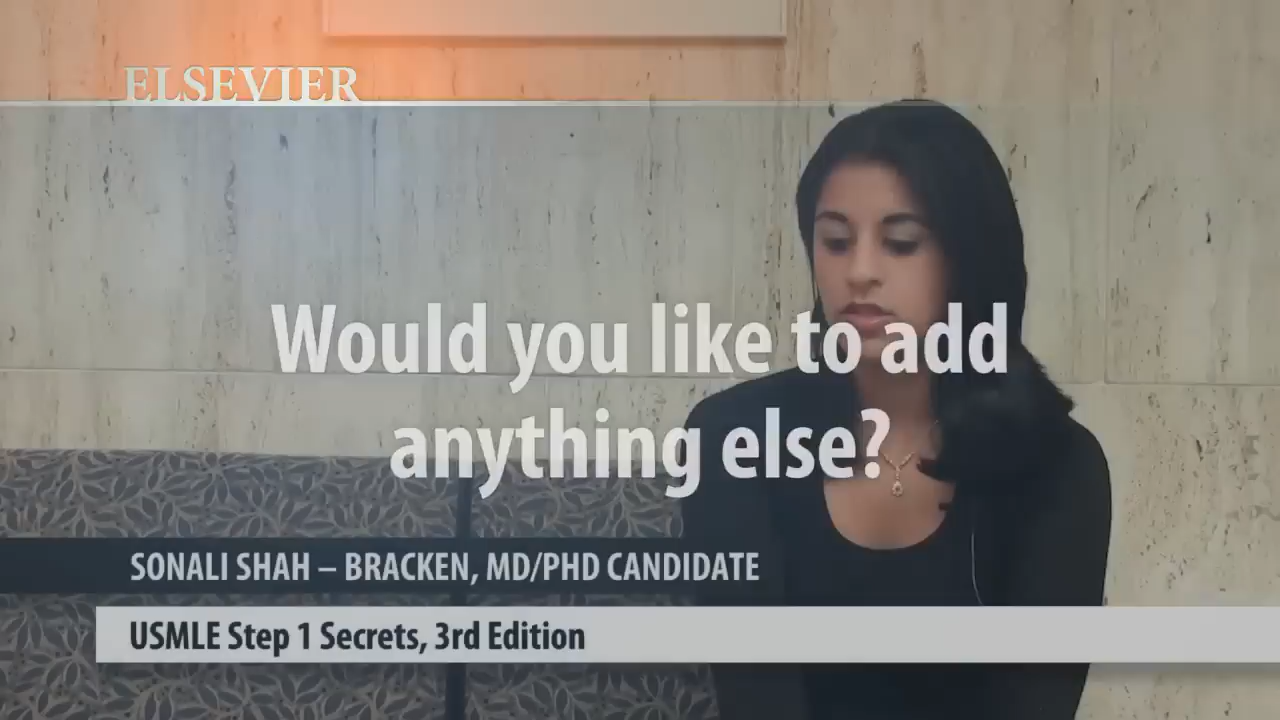 ELSEVIER
Would you like to add
anything else?
SONALI SHAH – BRACKEN, MD/PHD CANDIDATE
USMLE Step 1 Secrets, 3rd Edition